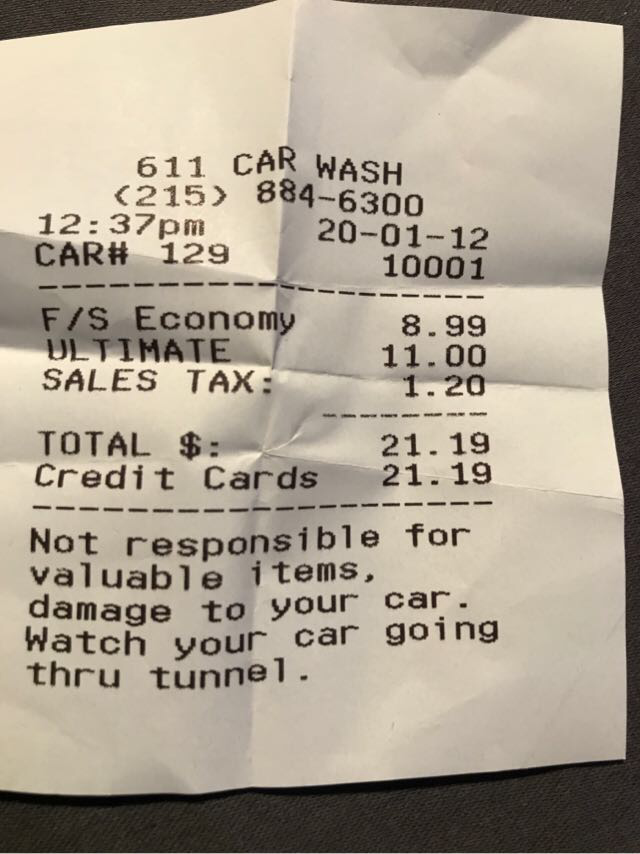 611 CAR WASH
(215) 884-6300
12:37pm 20-01-12
CAR# 129 10001
---------------------
F/S Economy 8.99
ULTIMATE 11.00
SALES TAX: 1.20
--------
TOTAL $: 21.19
Credit Cards 21.19
---------------------
Not responsible for
valuable items,
damage to your car.
Watch your car going
thru tunnel.